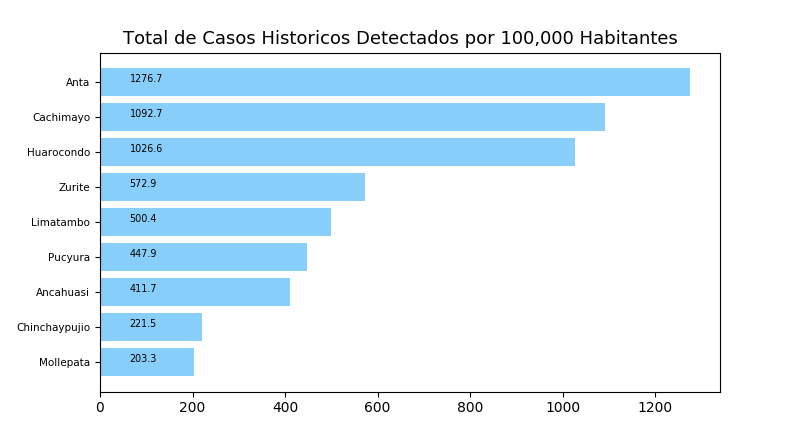 Total de Casos Historicos Detectados por 100,000 Habitantes
Anta 1276.7
Cachimayo 1092.7
Huarocondo 1026.6
Zurite 572.9
Limatambo 500.4
Pucyura 447.9
Ancahuasi 411.7
Chinchaypujio 221.5
Mollepata 203.3
0 200 400 600 800 1000 1200